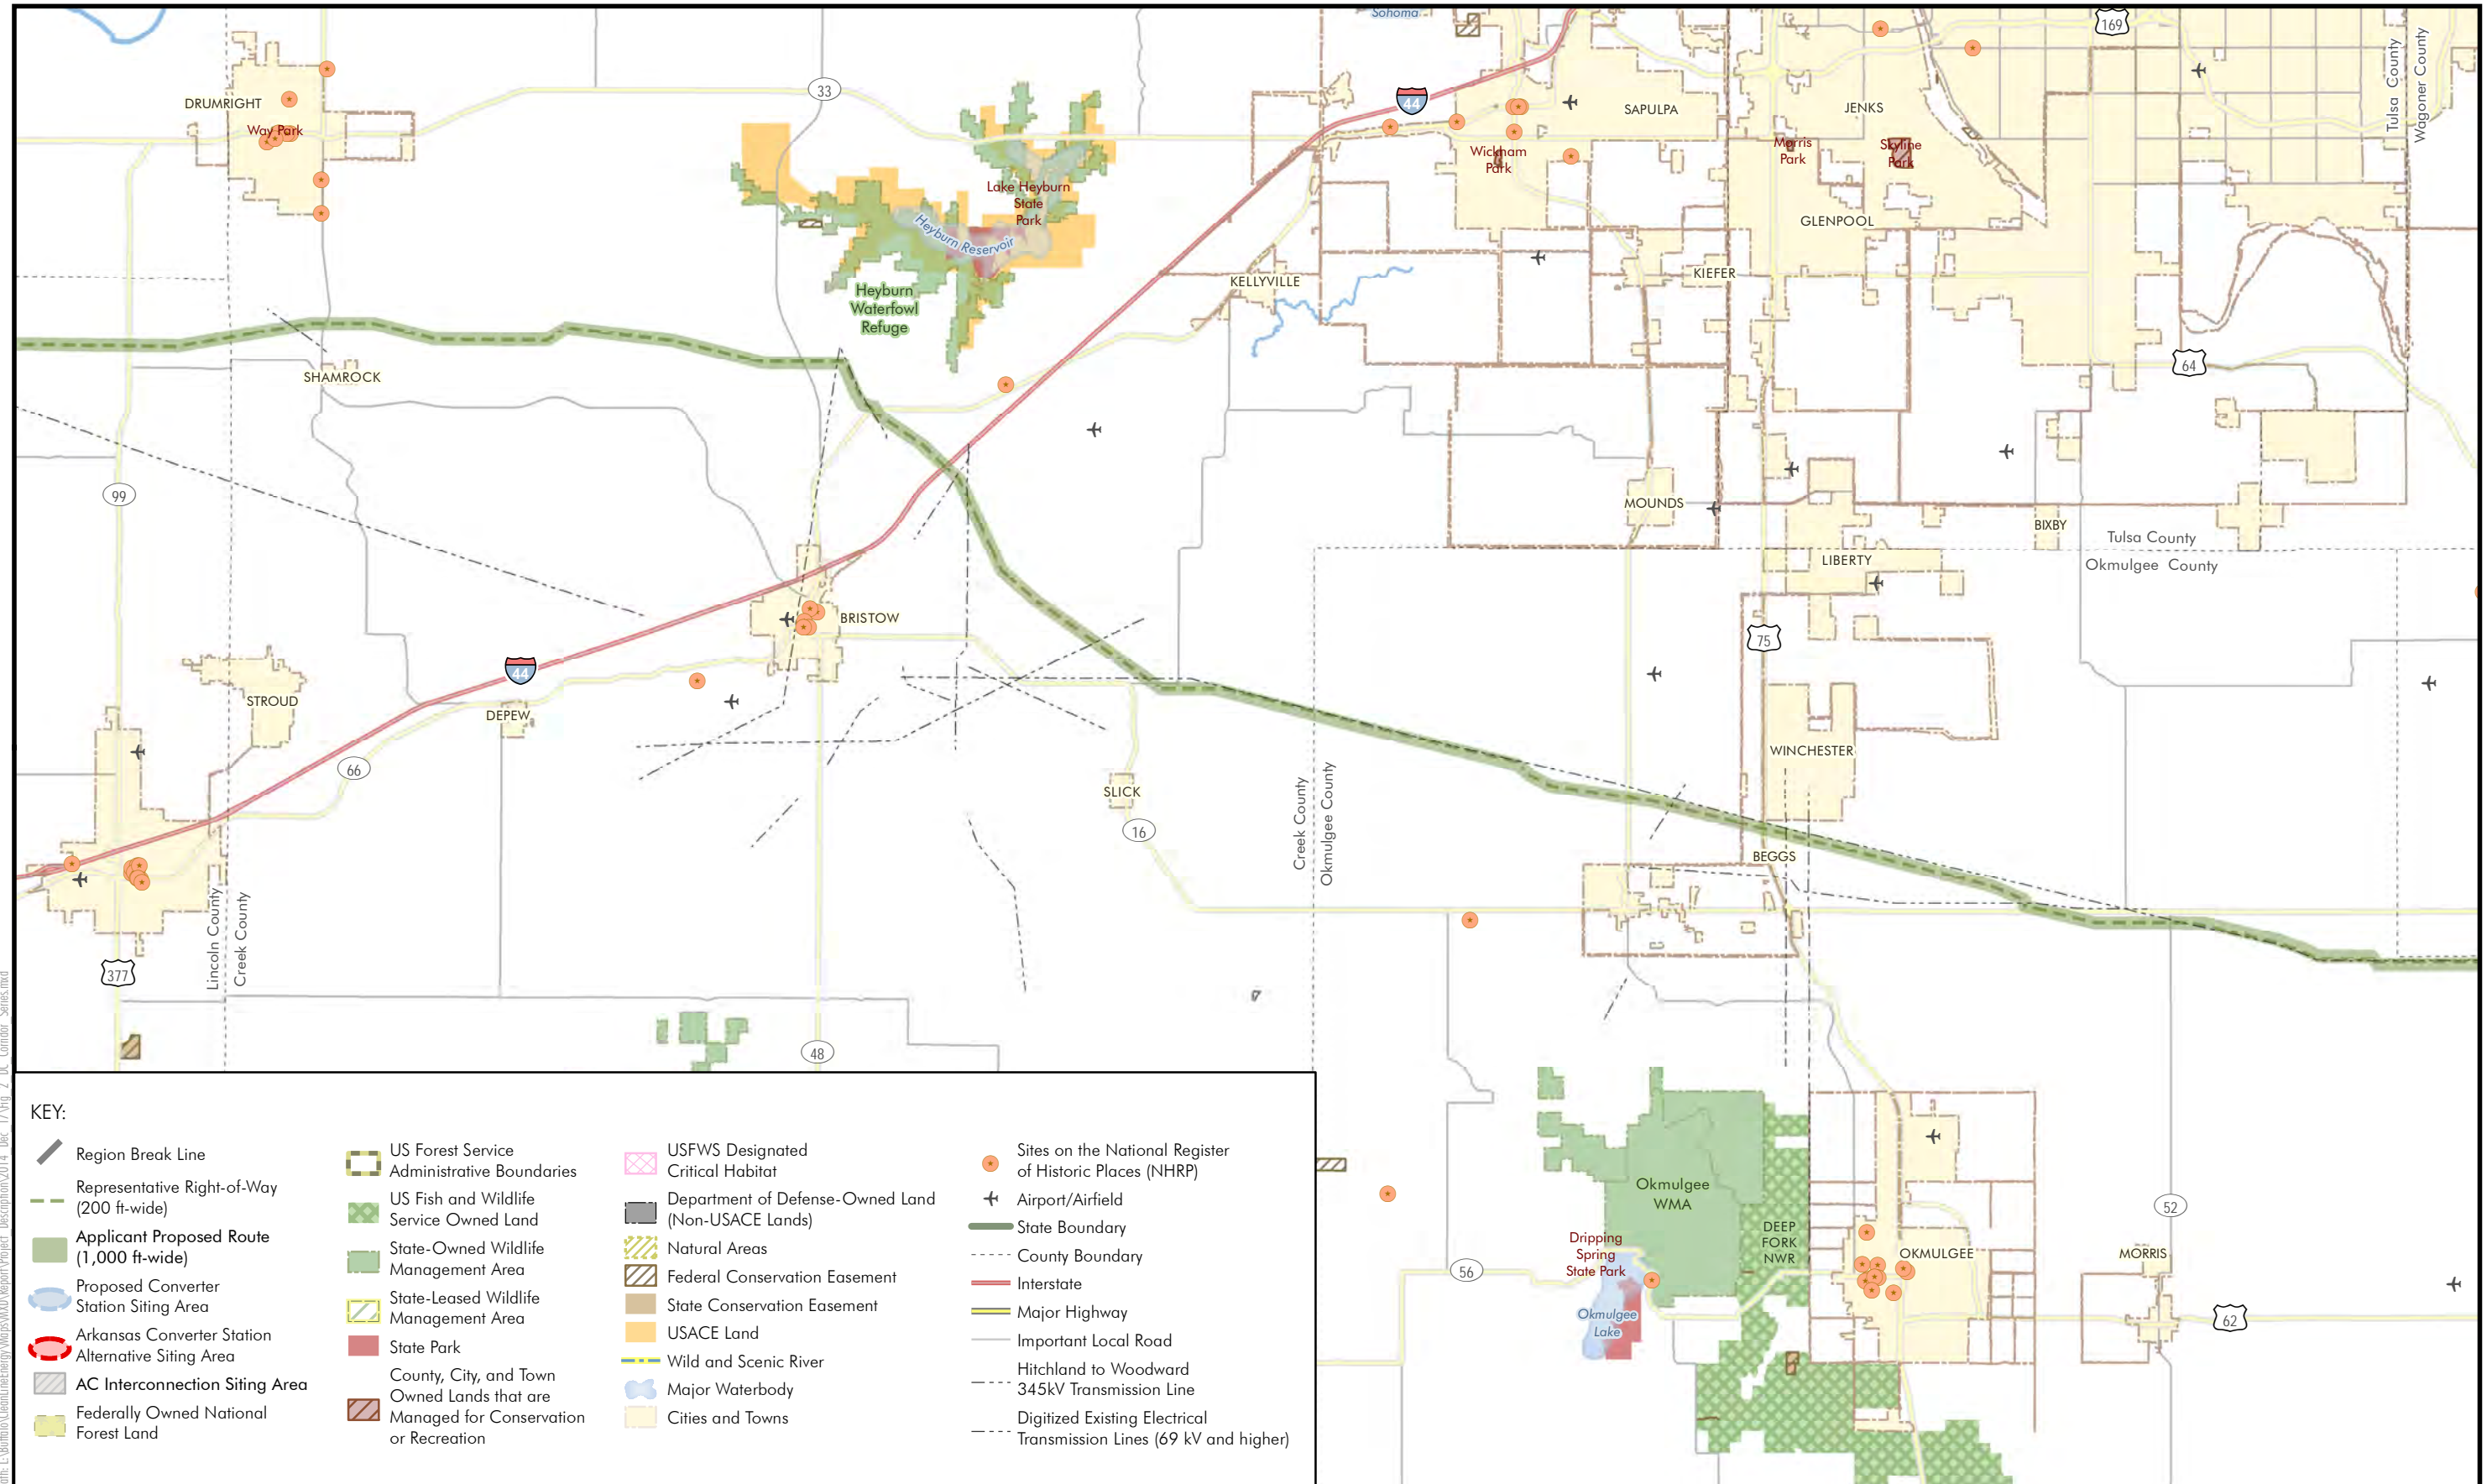 Sohoma
169
DRUMRIGHT
33
Way Park
44
SAPULPA
JENKS
Tulsa County
Wagoner County
Wickham
Park
Morris
Park
Skyline
Park
Lake Heyburn
State
Park
Heyburn Reservoir
GLENPOOL
KIEFER
KELLYVILLE
Heyburn
Waterfowl
Refuge
SHAMROCK
64
99
MOUNDS
BIXBY
Tulsa County
Okmulgee County
LIBERTY
BRISTOW
75
44
STROUD
DEPEW
WINCHESTER
66
SLICK
16
Creek County
Okmulgee County
BEGGS
Lincoln County
Creek County
377
48
Okmulgee
WMA
DEEP
FORK
NWR
Dripping
Spring
State Park
Okmulgee
Lake
56
OKMULGEE
MORRIS
52
62
KEY:
Region Break Line
Representative Right-of-Way
(200 ft-wide)
Applicant Proposed Route
(1,000 ft-wide)
Proposed Converter
Station Siting Area
Arkansas Converter Station
Alternative Siting Area
AC Interconnection Siting Area
Federally Owned National
Forest Land
US Forest Service
Administrative Boundaries
US Fish and Wildlife
Service Owned Land
State-Owned Wildlife
Management Area
State-Leased Wildlife
Management Area
State Park
County, City, and Town
Owned Lands that are
Managed for Conservation
or Recreation
USFWS Designated
Critical Habitat
Department of Defense-Owned Land
(Non-USACE Lands)
Natural Areas
Federal Conservation Easement
State Conservation Easement
USACE Land
Wild and Scenic River
Major Waterbody
Cities and Towns
Sites on the National Register
of Historic Places (NHRP)
Airport/Airfield
State Boundary
County Boundary
Interstate
Major Highway
Important Local Road
Hitchland to Woodward
345kV Transmission Line
Digitized Existing Electrical
Transmission Lines (69 kV and higher)